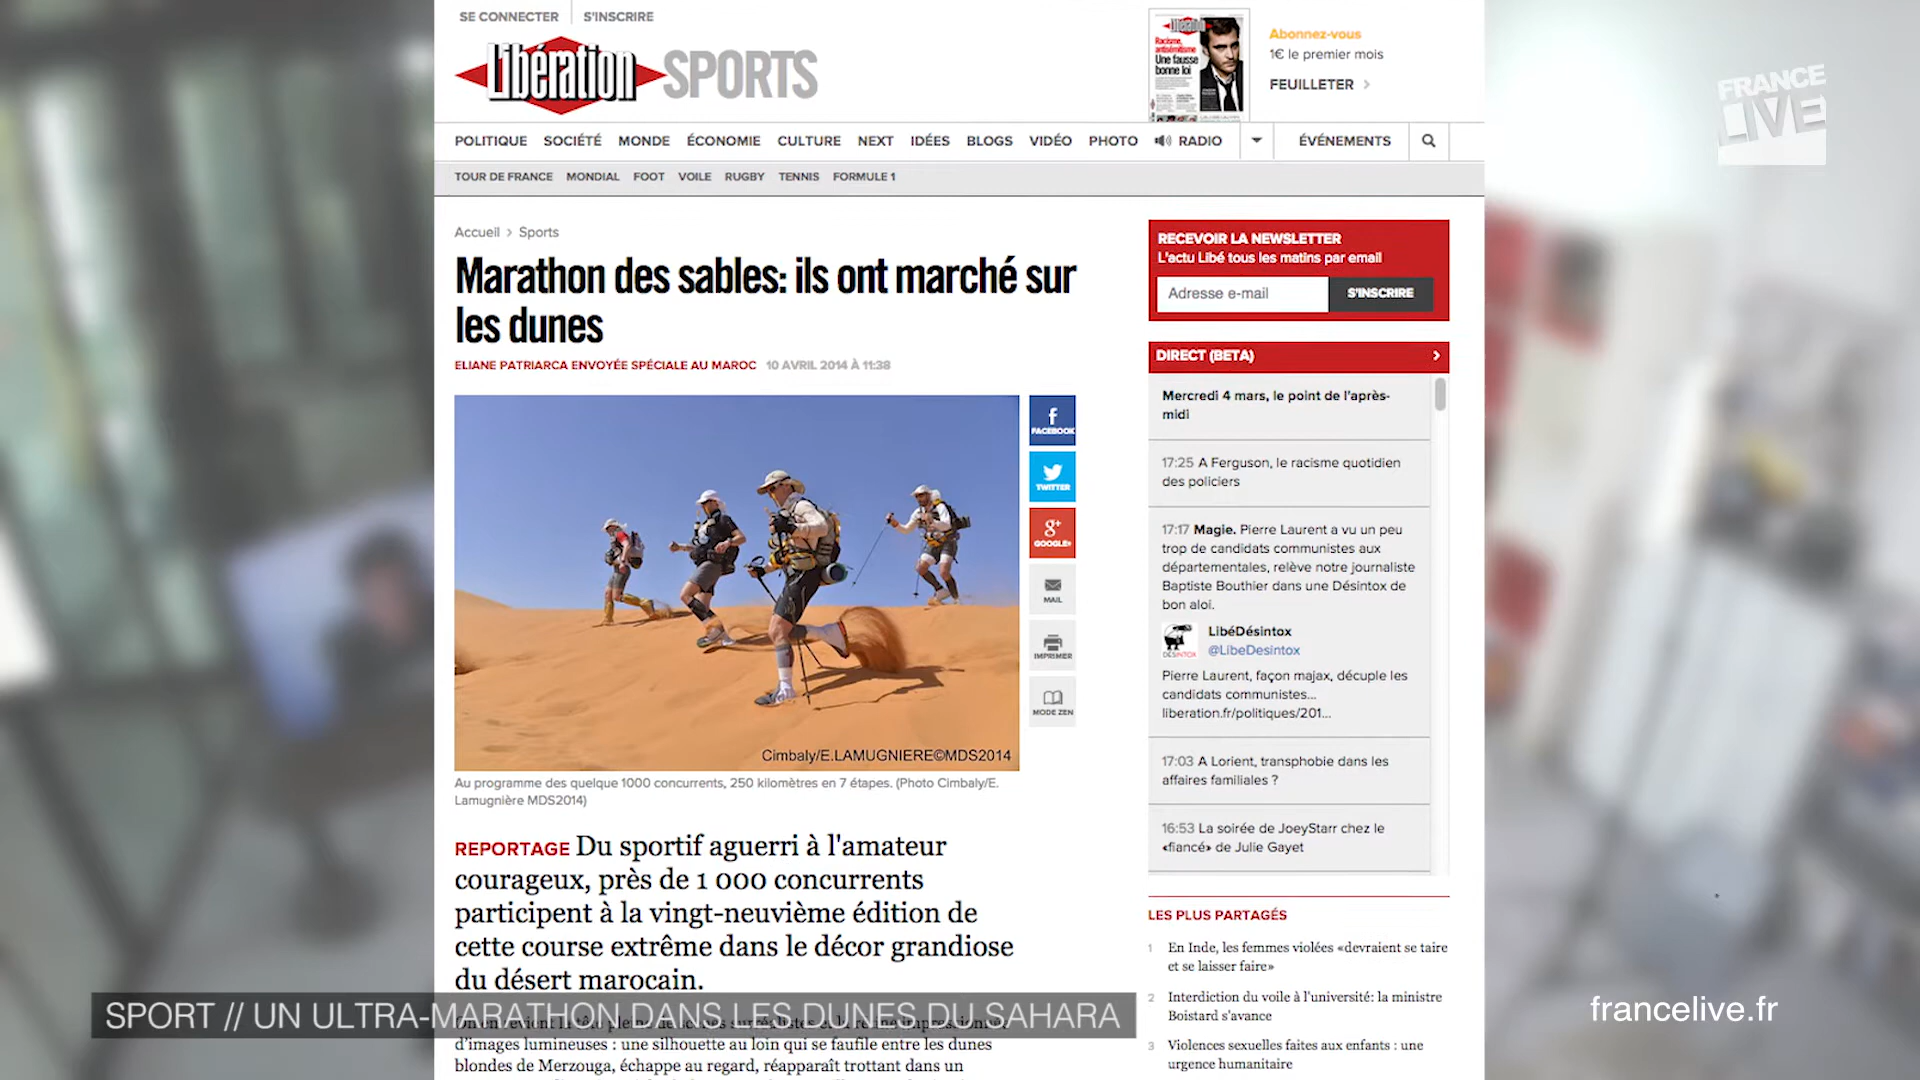 SE CONNECTER S'INSCRIRE
Libération SPORTS
Racisme,
antisémitisme
Une fausse
bonne loi
Abonnez-vous
1€ le premier mois
FEUILLETER >
FRANCE
LIVE
POLITIQUE SOCIÉTÉ MONDE ÉCONOMIE CULTURE NEXT IDÉES BLOGS VIDÉO PHOTO RADIO ÉVÉNEMENTS
TOUR DE FRANCE MONDIAL FOOT VOILE RUGBY TENNIS FORMULE 1
Accueil > Sports
Marathon des sables: ils ont marché sur
les dunes
ELIANE PATRIARCA ENVOYÉE SPÉCIALE AU MAROC 10 AVRIL 2014 À 11:38
FACEBOOK
TWITTER
g+
GOOGLE+
MAIL
IMPRIMER
MODE ZEN
Cimbaly/E.LAMUGNIERE©MDS2014
Au programme des quelque 1000 concurrents, 250 kilomètres en 7 étapes. (Photo Cimbaly/E.
Lamugnière MDS2014)
REPORTAGE Du sportif aguerri à l'amateur
courageux, près de 1 000 concurrents
participent à la vingt-neuvième édition de
cette course extrême dans le décor grandiose
du désert marocain.
d'images lumineuses : une silhouette au loin qui se faufile entre les dunes
blondes de Merzouga, échappe au regard, réapparaît trottant dans un
RECEVOIR LA NEWSLETTER
L'actu Libé tous les matins par email
Adresse e-mail S'INSCRIRE
DIRECT (BETA) >
Mercredi 4 mars, le point de l'après-
midi
17:25 A Ferguson, le racisme quotidien
des policiers
17:17 Magie. Pierre Laurent a vu un peu
trop de candidats communistes aux
départementales, relève notre journaliste
Baptiste Bouthier dans une Désintox de
bon aloi.
DÉSINTOX
LibéDésintox
@LibeDesintox
Pierre Laurent, façon majax, décuple les
candidats communistes...
liberation.fr/politiques/201...
17:03 A Lorient, transphobie dans les
affaires familiales ?
16:53 La soirée de JoeyStarr chez le
«fiancé» de Julie Gayet
LES PLUS PARTAGÉS
1 En Inde, les femmes violées «devraient se taire
et se laisser faire»
2 Interdiction du voile à l'université: la ministre
Boistard s'avance
3 Violences sexuelles faites aux enfants : une
urgence humanitaire
SPORT // UN ULTRA-MARATHON DANS LES DUNES DU SAHARA
francelive.fr